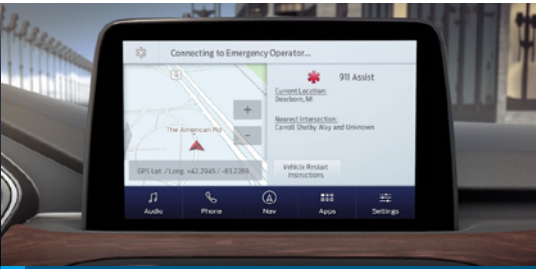 Connecting to Emergency Operator...
911 Assist
Current Location:
Dearborn, MI
Nearest Intersection:
Carroll Shelby Way and Unknown
The American Rd
+
-
GPS Lat. / Long. +42.2945 / -83.2289
Vehicle Restart
Instructions
Audio
Phone
Nav
Apps
Settings